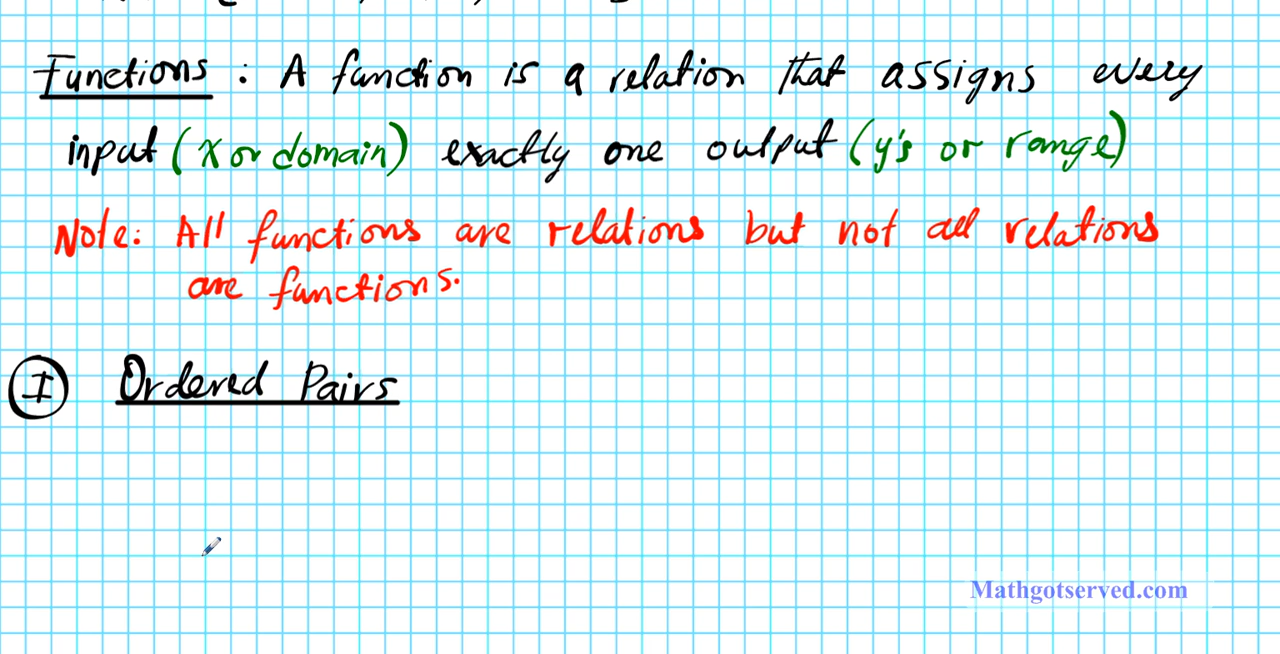 Functions : A function is a relation that assigns every
input (x or domain) exactly one output (y's or range)
Note: All functions are relations but not all relations
are functions.
I Ordered Pairs
Mathgotserved.com